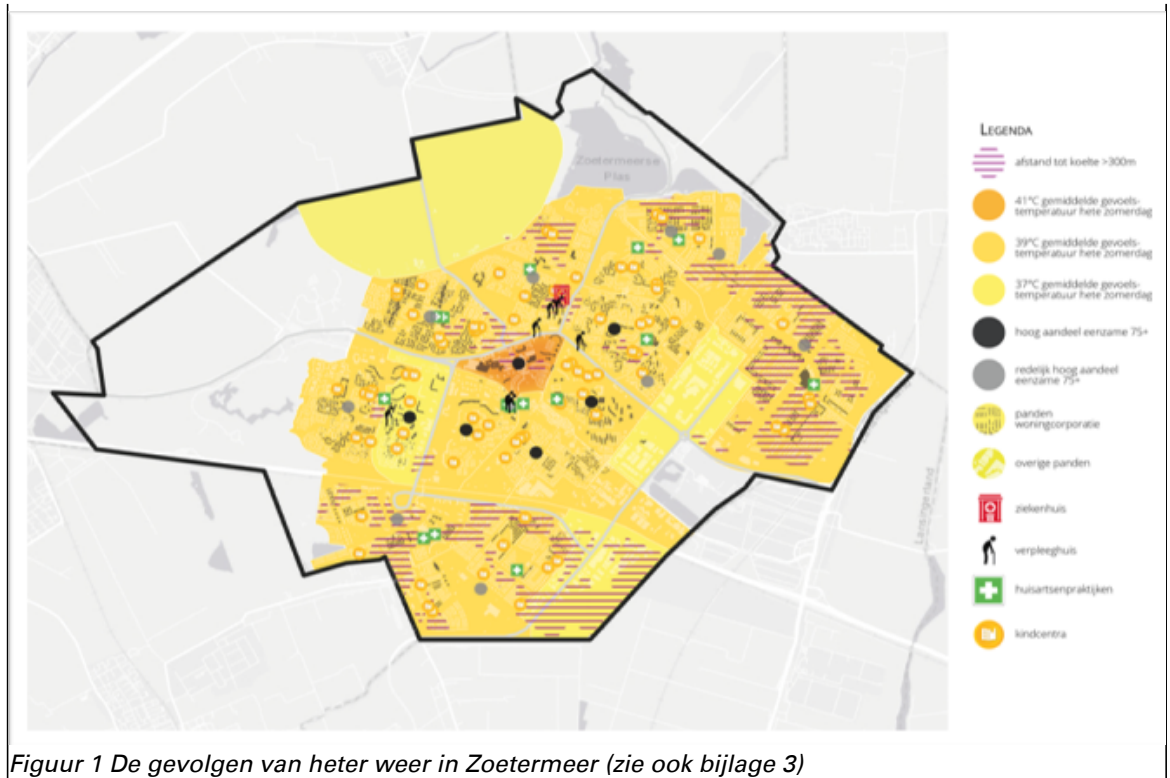 Zoetermeerse
Plas
Lansingerland
LEGENDA
afstand tot koelte >300m
41°C gemiddelde gevoels-
temperatuur hete zomerdag
39°C gemiddelde gevoels-
temperatuur hete zomerdag
37°C gemiddelde gevoels-
temperatuur hete zomerdag
hoog aandeel eenzame 75+
redelijk hoog aandeel
eenzame 75+
panden
woningcorporatie
overige panden
ziekenhuis
verpleeghuis
huisartsenpraktijken
kindcentra
Figuur 1 De gevolgen van heter weer in Zoetermeer (zie ook bijlage 3)